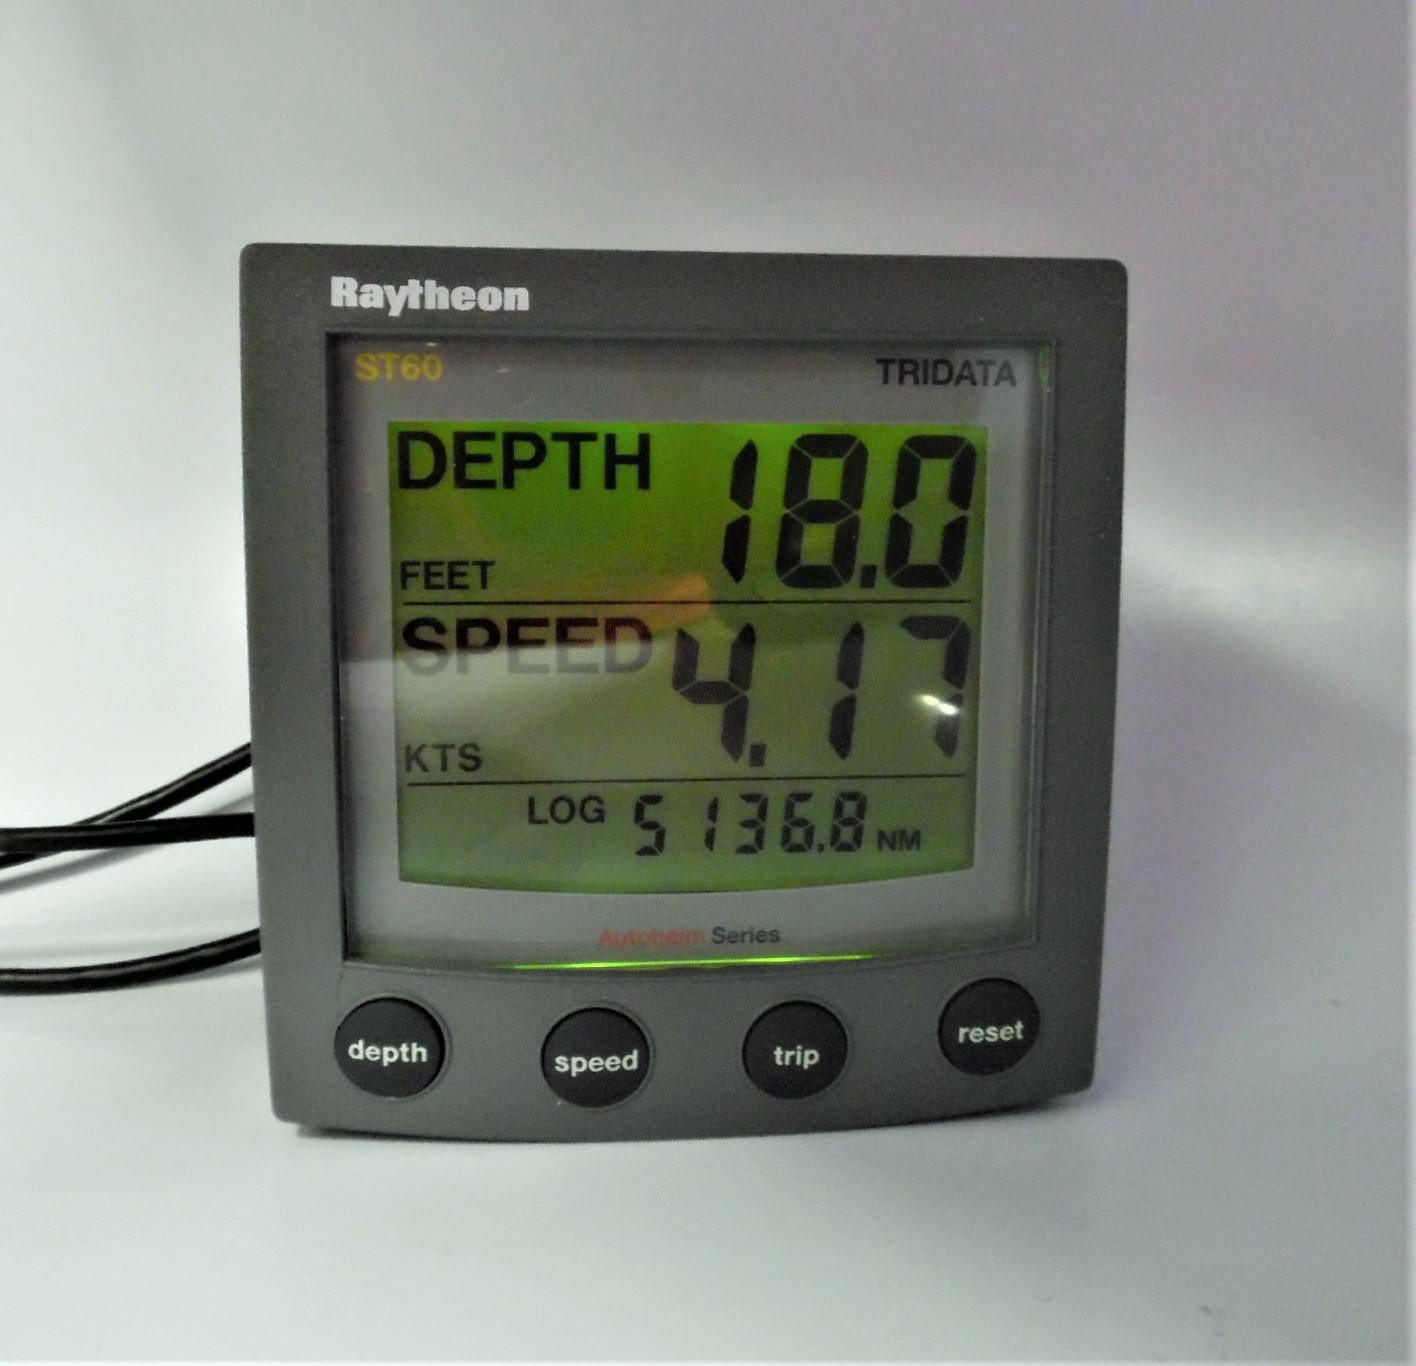 Raytheon
ST60 TRIDATA
DEPTH 18.0
FEET
SPEED 4.17
KTS
LOG 5136.8 NM
Autohelm Series
depth speed trip reset